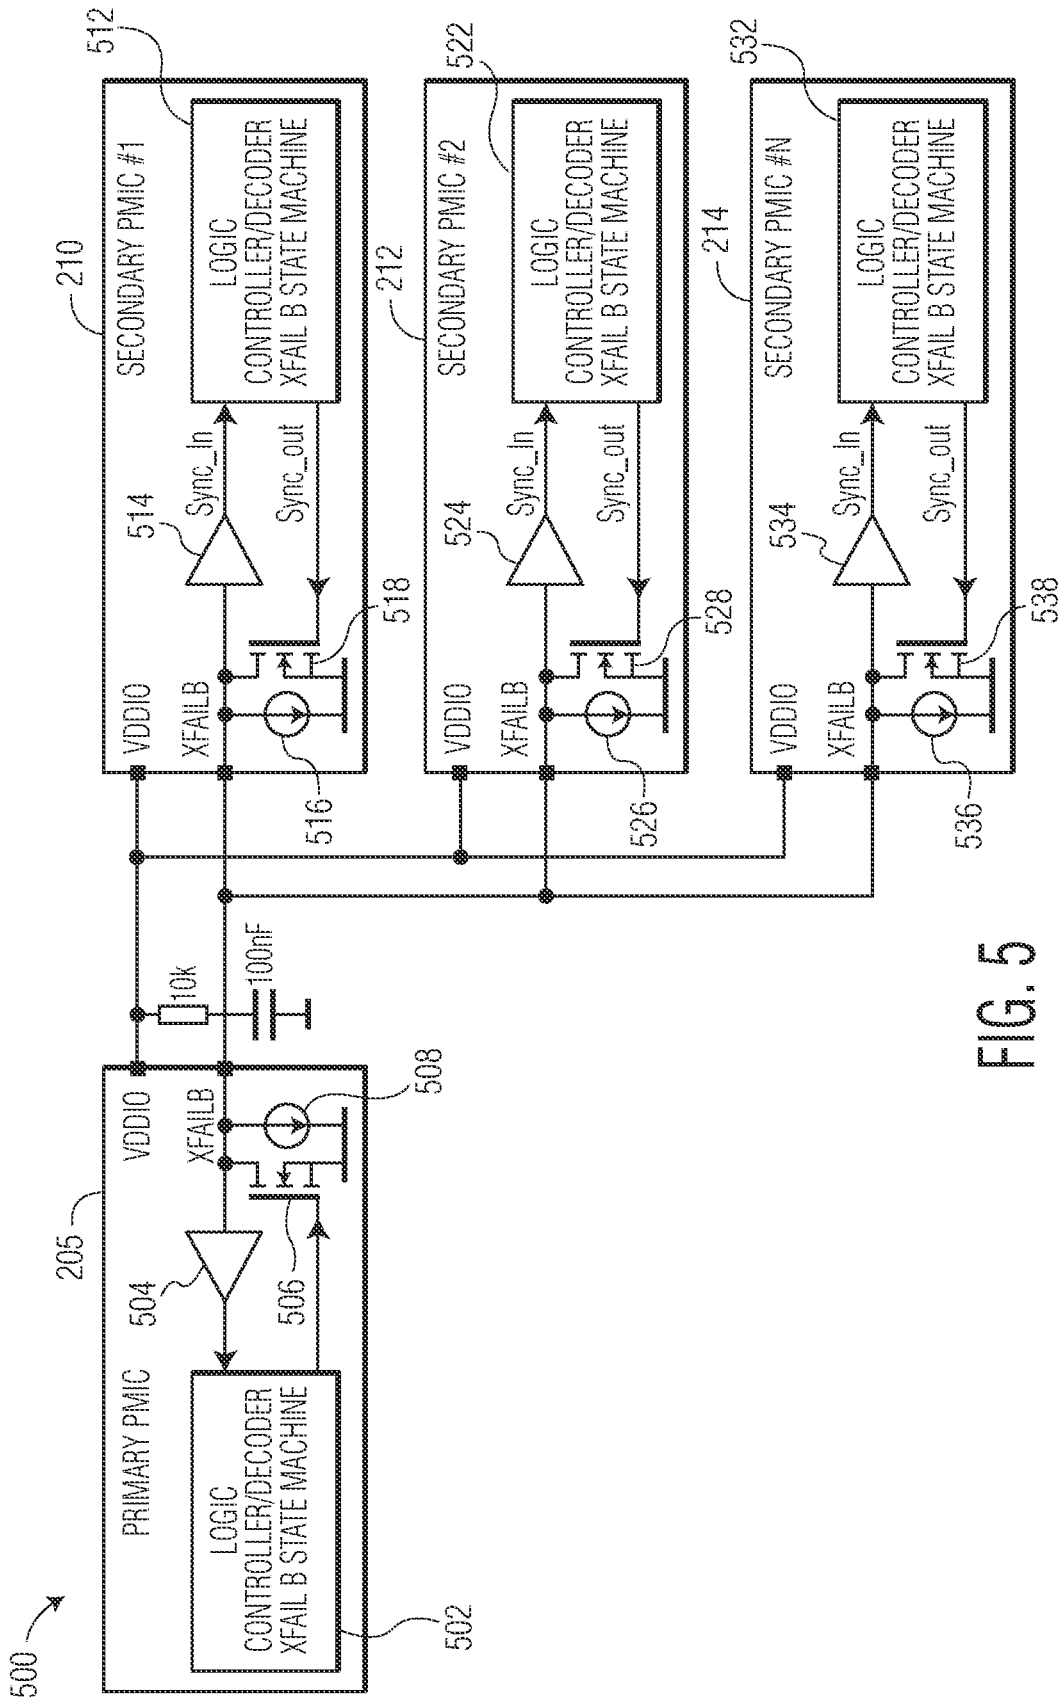 500
205
PRIMARY PMIC
LOGIC
CONTROLLER/DECODER
XFAIL B STATE MACHINE
502
504
506
508
VDDIO
XFAILB
10k
100nF
210
SECONDARY PMIC #1
VDDIO
XFAILB
514
Sync_In
Sync_out
516
518
LOGIC
CONTROLLER/DECODER
XFAIL B STATE MACHINE
512
212
SECONDARY PMIC #2
VDDIO
XFAILB
524
Sync_In
Sync_out
526
528
LOGIC
CONTROLLER/DECODER
XFAIL B STATE MACHINE
522
214
SECONDARY PMIC #N
VDDIO
XFAILB
534
Sync_In
Sync_out
536
538
LOGIC
CONTROLLER/DECODER
XFAIL B STATE MACHINE
532
FIG. 5